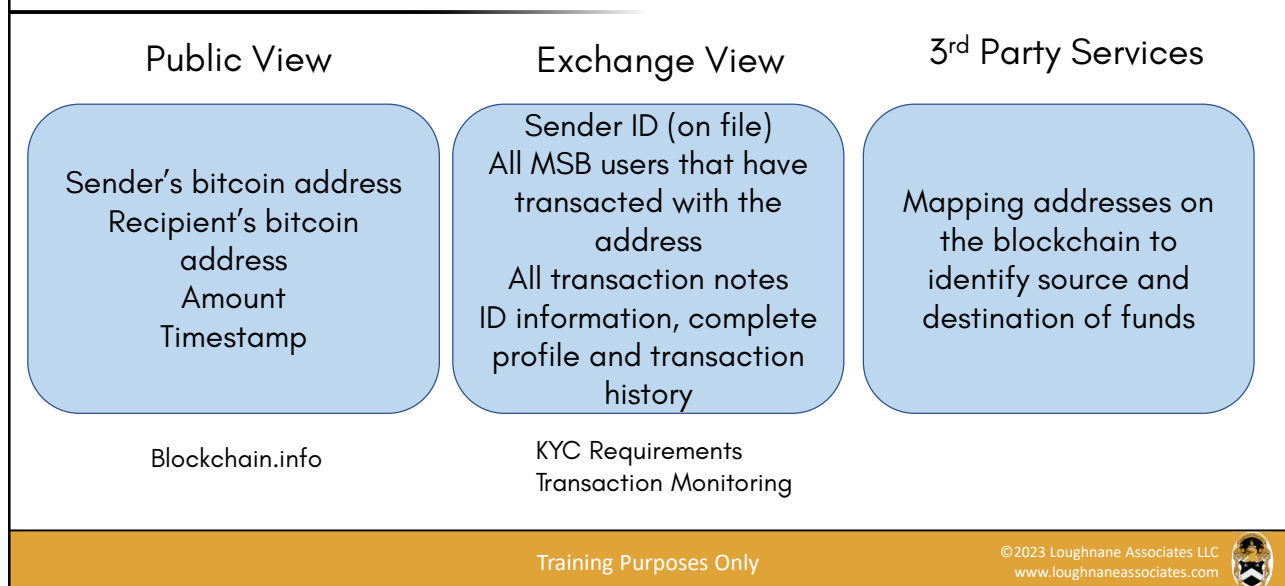 Public View
Sender’s bitcoin address
Recipient’s bitcoin
address
Amount
Timestamp
Blockchain.info
Exchange View
Sender ID (on file)
All MSB users that have
transacted with the
address
All transaction notes
ID information, complete
profile and transaction
history
KYC Requirements
Transaction Monitoring
3rd Party Services
Mapping addresses on
the blockchain to
identify source and
destination of funds
Training Purposes Only
©2023 Loughnane Associates LLC
www.loughnaneassociates.com